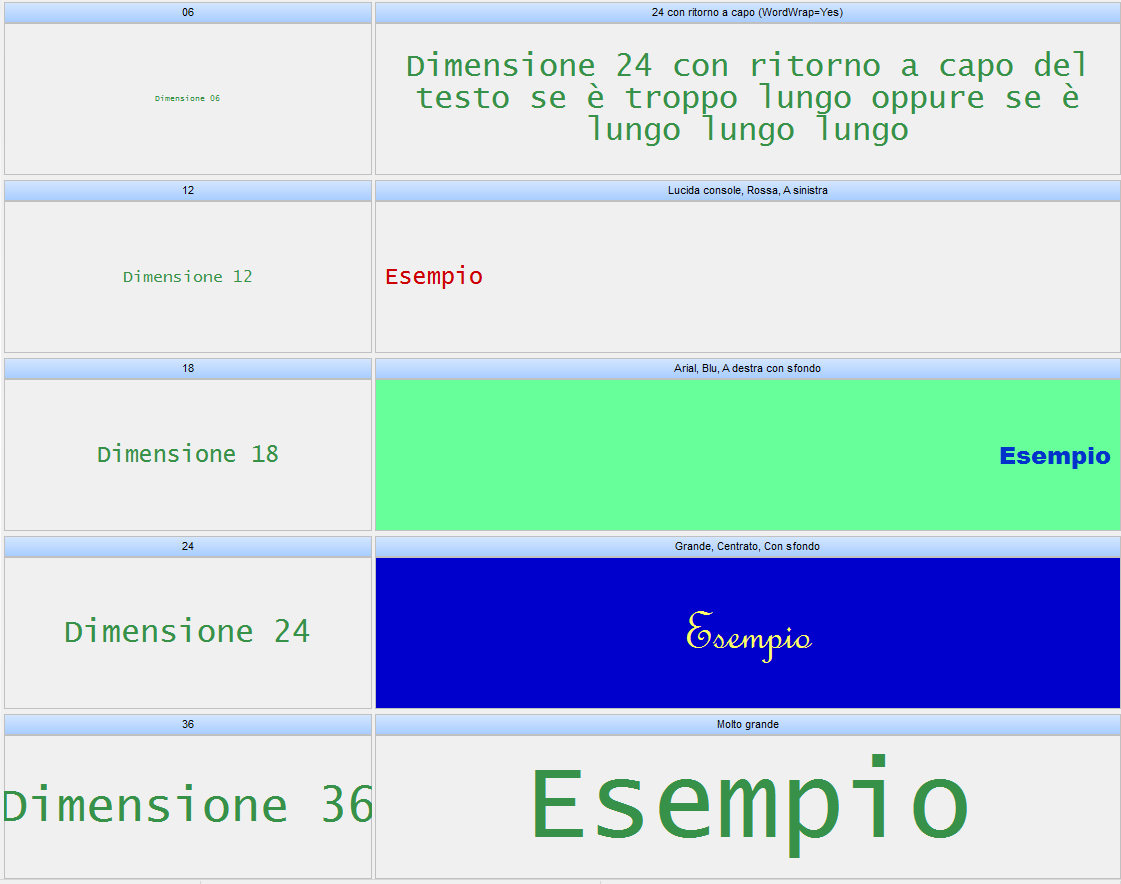 06
24 con ritorno a capo (WordWrap=Yes)
Dimensione 06
Dimensione 24 con ritorno a capo del
testo se è troppo lungo oppure se è
lungo lungo lungo
12
Lucida console, Rossa, A sinistra
Dimensione 12
Esempio
18
Arial, Blu, A destra con sfondo
Dimensione 18
Esempio
24
Grande, Centrato, Con sfondo
Dimensione 24
Esempio
36
Molto grande
Dimensione 36
Esempio